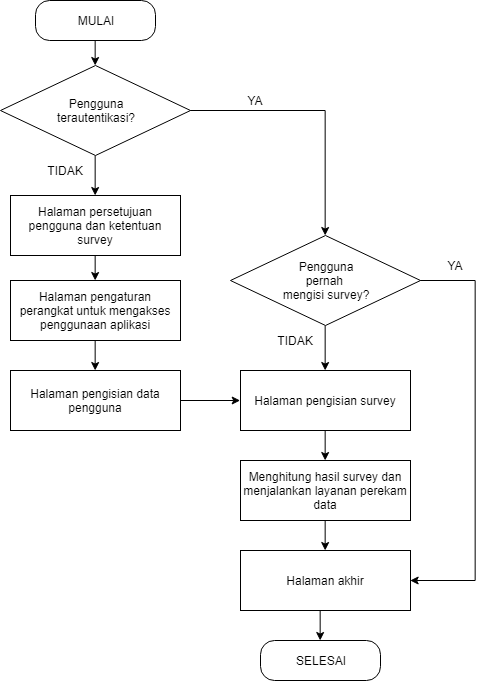 MULAI
Pengguna
terautentikasi?
YA
TIDAK
Halaman persetujuan
pengguna dan ketentuan
survey
Pengguna
pernah
mengisi survey?
YA
Halaman pengaturan
perangkat untuk mengakses
penggunaan aplikasi
TIDAK
Halaman pengisian data
pengguna
Halaman pengisian survey
Menghitung hasil survey dan
menjalankan layanan perekam
data
Halaman akhir
SELESAI